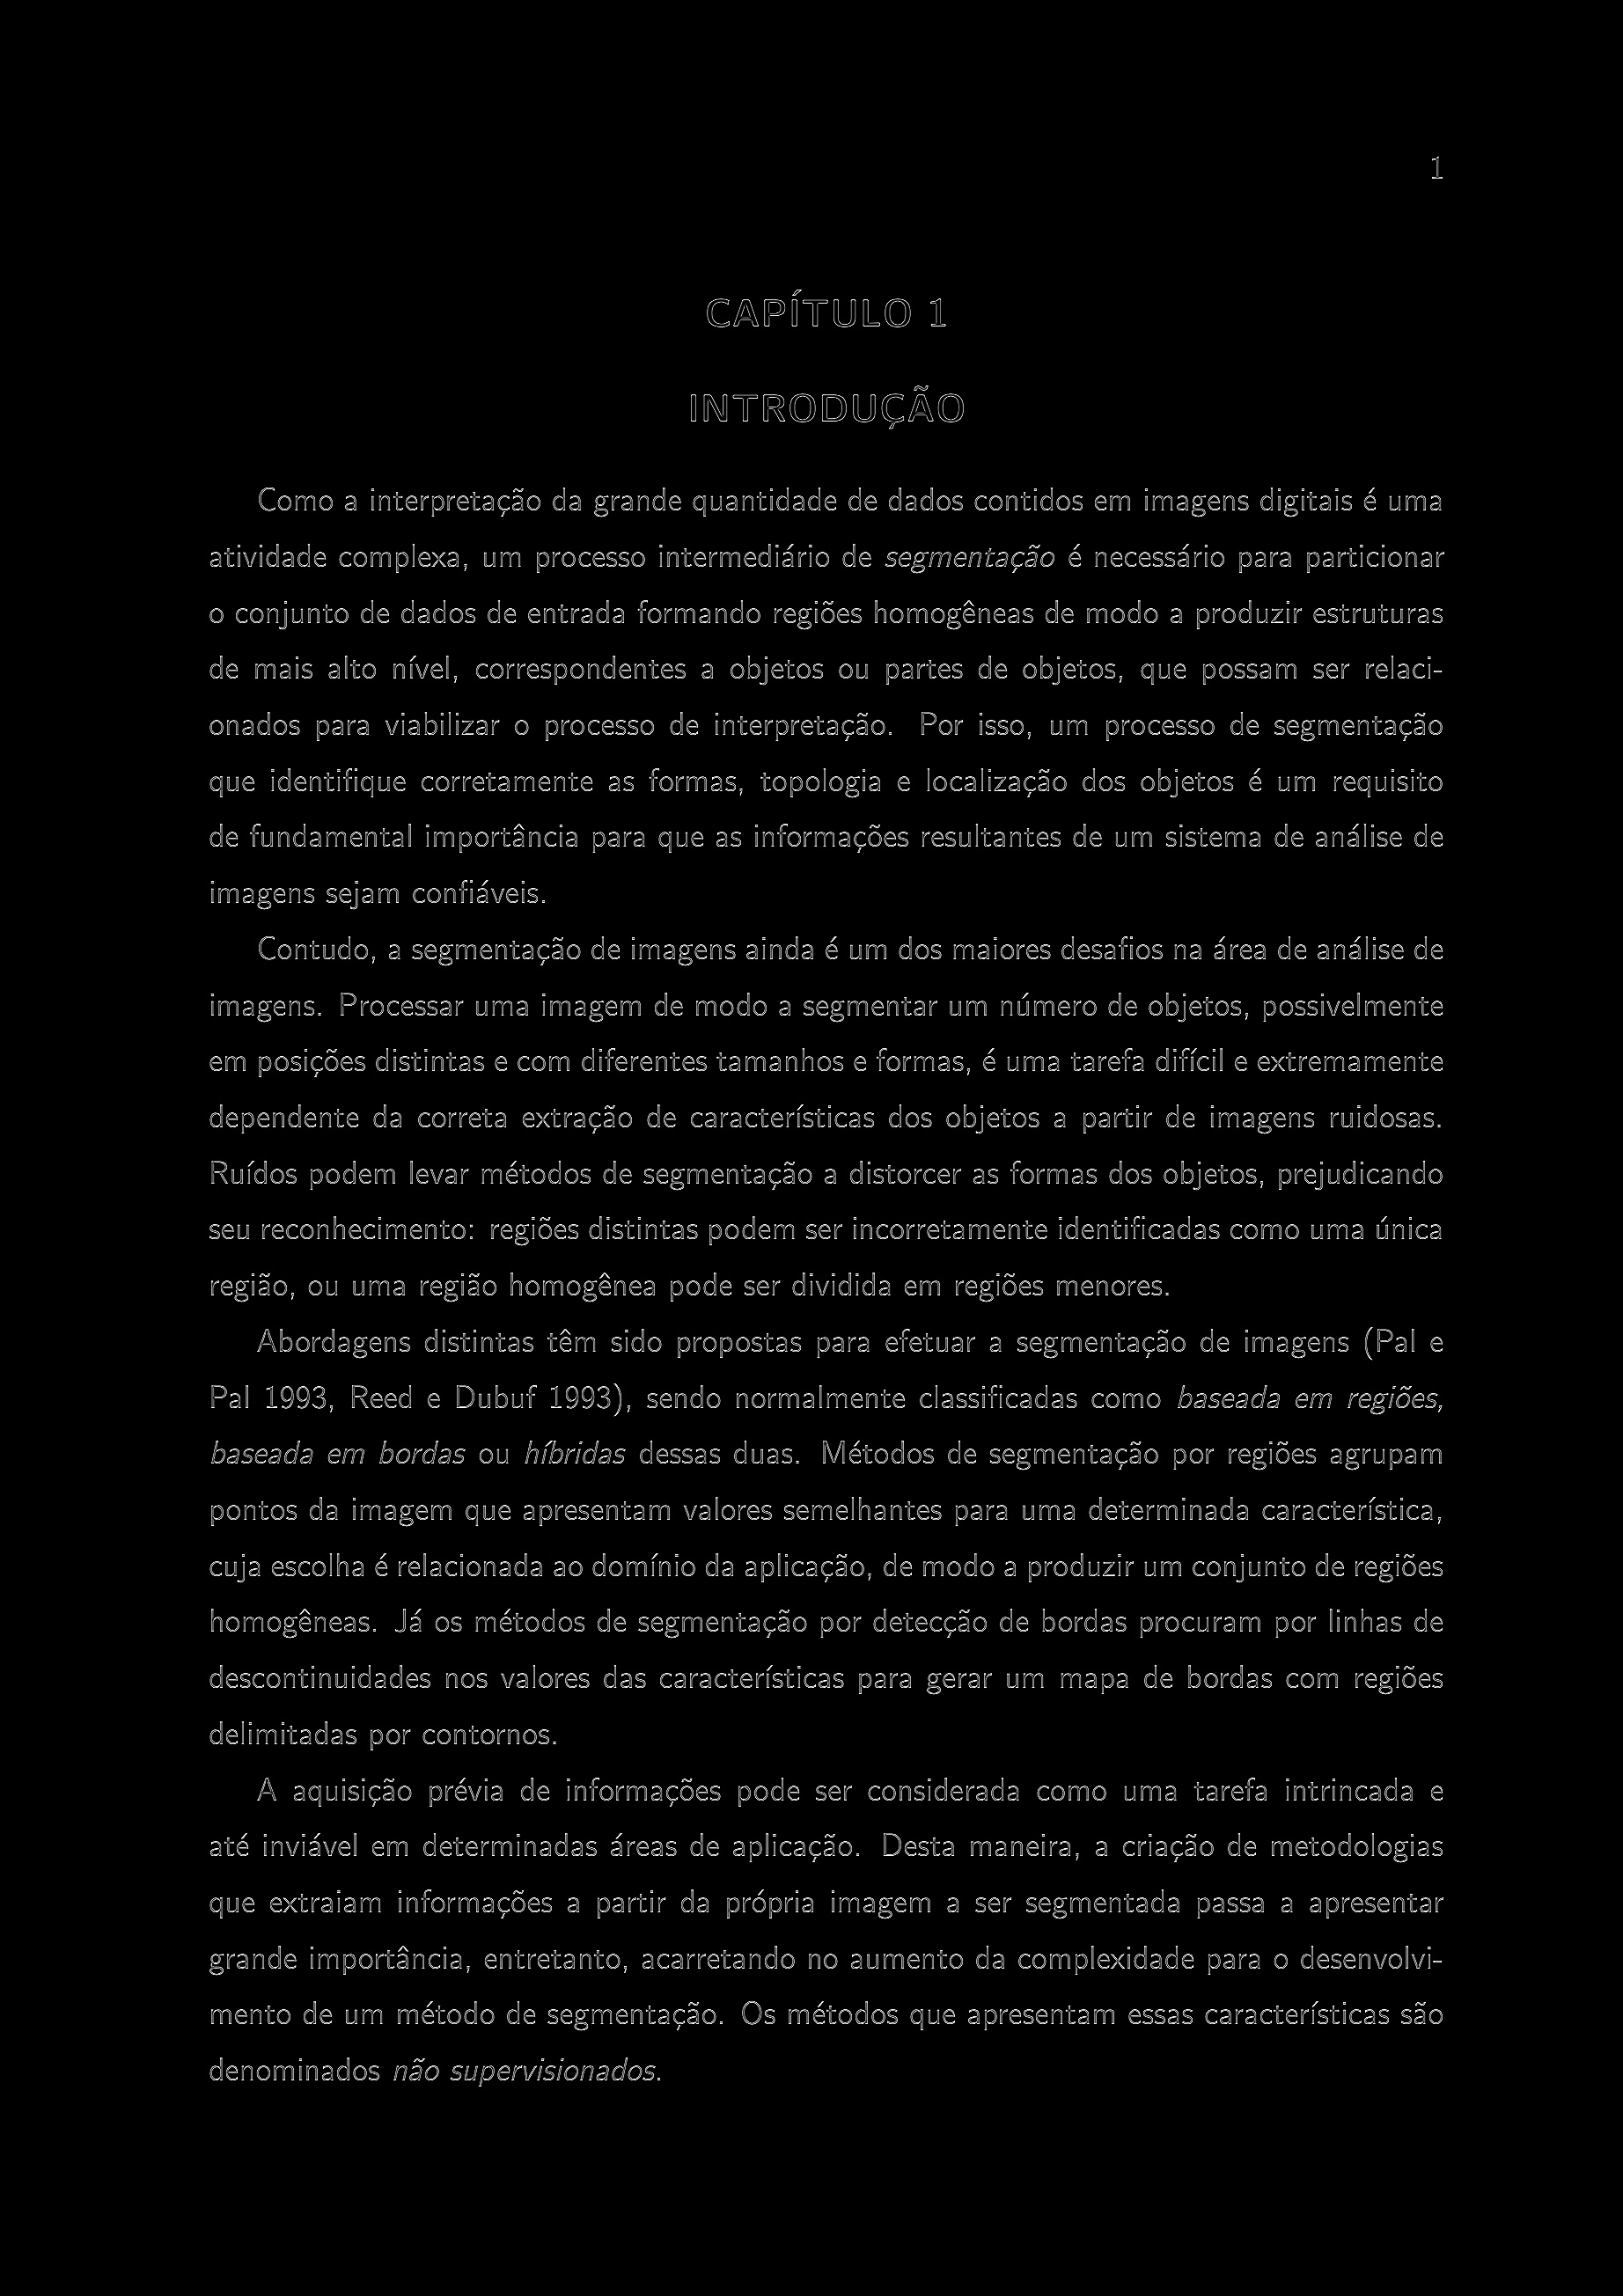 1
CAPÍTULO 1
INTRODUÇÃO
Como a interpretação da grande quantidade de dados contidos em imagens digitais é uma
atividade complexa, um processo intermediário de segmentação é necessário para particionar
o conjunto de dados de entrada formando regiões homogêneas de modo a produzir estruturas
de mais alto nível, correspondentes a objetos ou partes de objetos, que possam ser relaci-
onados para viabilizar o processo de interpretação. Por isso, um processo de segmentação
que identifique corretamente as formas, topologia e localização dos objetos é um requisito
de fundamental importância para que as informações resultantes de um sistema de análise de
imagens sejam confiáveis.
Contudo, a segmentação de imagens ainda é um dos maiores desafios na área de análise de
imagens. Processar uma imagem de modo a segmentar um número de objetos, possivelmente
em posições distintas e com diferentes tamanhos e formas, é uma tarefa difícil e extremamente
dependente da correta extração de características dos objetos a partir de imagens ruidosas.
Ruídos podem levar métodos de segmentação a distorcer as formas dos objetos, prejudicando
seu reconhecimento: regiões distintas podem ser incorretamente identificadas como uma única
região, ou uma região homogênea pode ser dividida em regiões menores.
Abordagens distintas têm sido propostas para efetuar a segmentação de imagens (Pal e
Pal 1993, Reed e Dubuf 1993), sendo normalmente classificadas como baseada em regiões,
baseada em bordas ou híbridas dessas duas. Métodos de segmentação por regiões agrupam
pontos da imagem que apresentam valores semelhantes para uma determinada característica,
cuja escolha é relacionada ao domínio da aplicação, de modo a produzir um conjunto de regiões
homogêneas. Já os métodos de segmentação por detecção de bordas procuram por linhas de
descontinuidades nos valores das características para gerar um mapa de bordas com regiões
delimitadas por contornos.
A aquisição prévia de informações pode ser considerada como uma tarefa intrincada e
até inviável em determinadas áreas de aplicação. Desta maneira, a criação de metodologias
que extraiam informações a partir da própria imagem a ser segmentada passa a apresentar
grande importância, entretanto, acarretando no aumento da complexidade para o desenvolvi-
mento de um método de segmentação. Os métodos que apresentam essas características são
denominados não supervisionados.